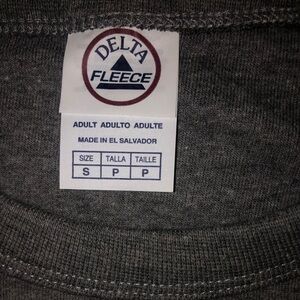 DELTA
FLEECE
ADULT ADULTO ADULTE
MADE IN EL SALVADOR
SIZE TALLA TAILLE
S P P